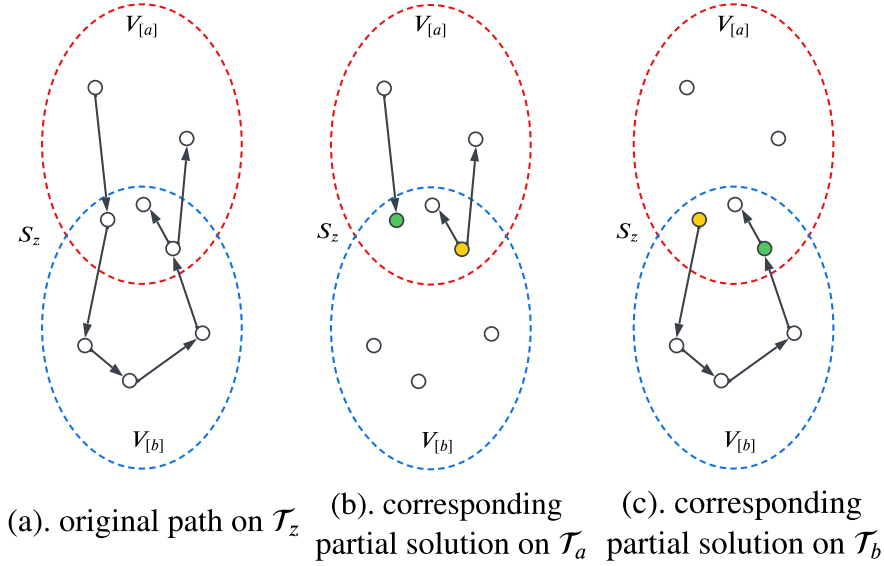 V[a] V[a] V[a]
Sz Sz Sz
V[b] V[b] V[b]
(a). original path on 𝒯z
(b). corresponding
partial solution on 𝒯a
(c). corresponding
partial solution on 𝒯b